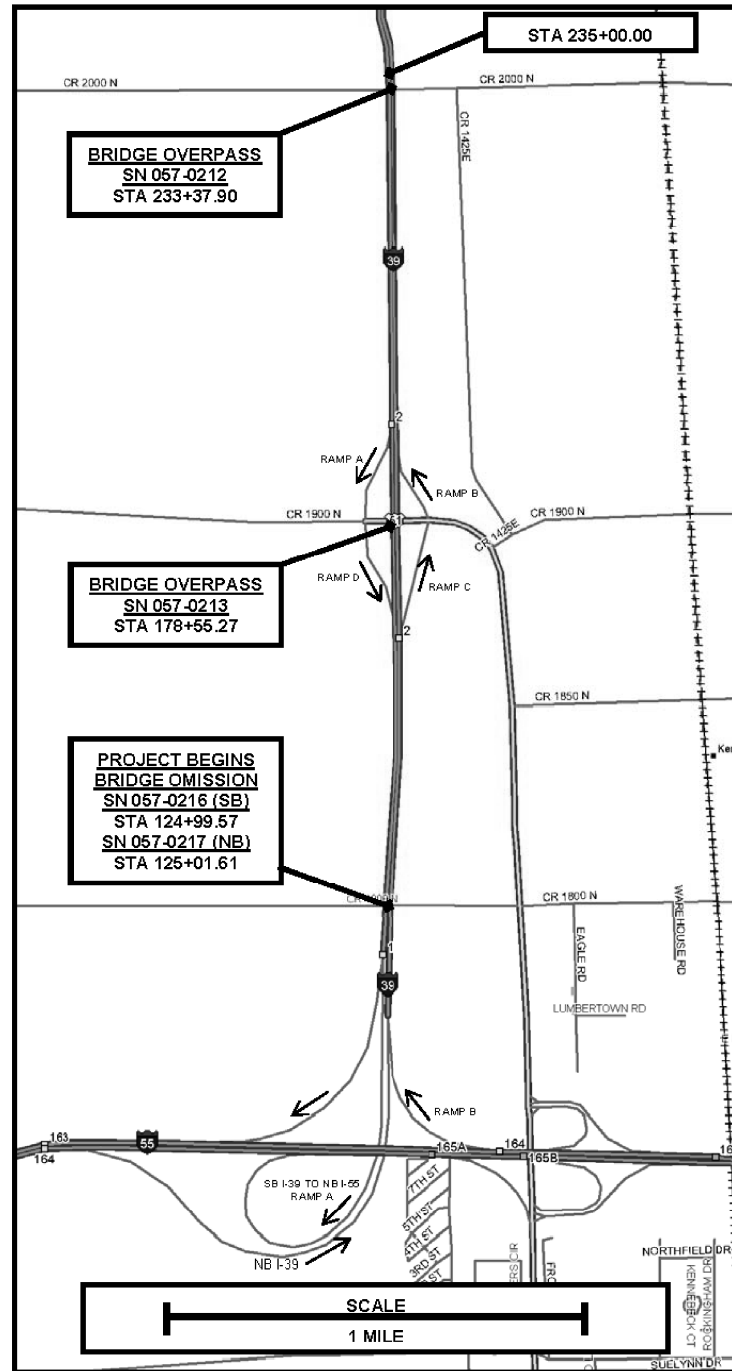 STA 235+00.00
CR 2000 N
CR 2000 N
CR 1425E
BRIDGE OVERPASS
SN 057-0212
STA 233+37.90
39
2
RAMP A
RAMP B
CR 1900 N
CR 1900 N
CR 1425E
RAMP D
RAMP C
BRIDGE OVERPASS
SN 057-0213
STA 178+55.27
2
CR 1850 N
PROJECT BEGINS
BRIDGE OMISSION
SN 057-0216 (SB)
STA 124+99.57
SN 057-0217 (NB)
STA 125+01.61
CR 1800 N
WAREHOUSE RD
EAGLE RD
1
39
LUMBERTOWN RD
RAMP B
163
55
164
165A
164
165B
SB I-39 TO NB I-55
RAMP A
7TH ST
5TH ST
4TH ST
3RD ST
ST
NB I-39
NORTHFIELD DR
KENNEBECK CT
ROCKINGHAM DR
SCALE
1 MILE
SUELYNN DR